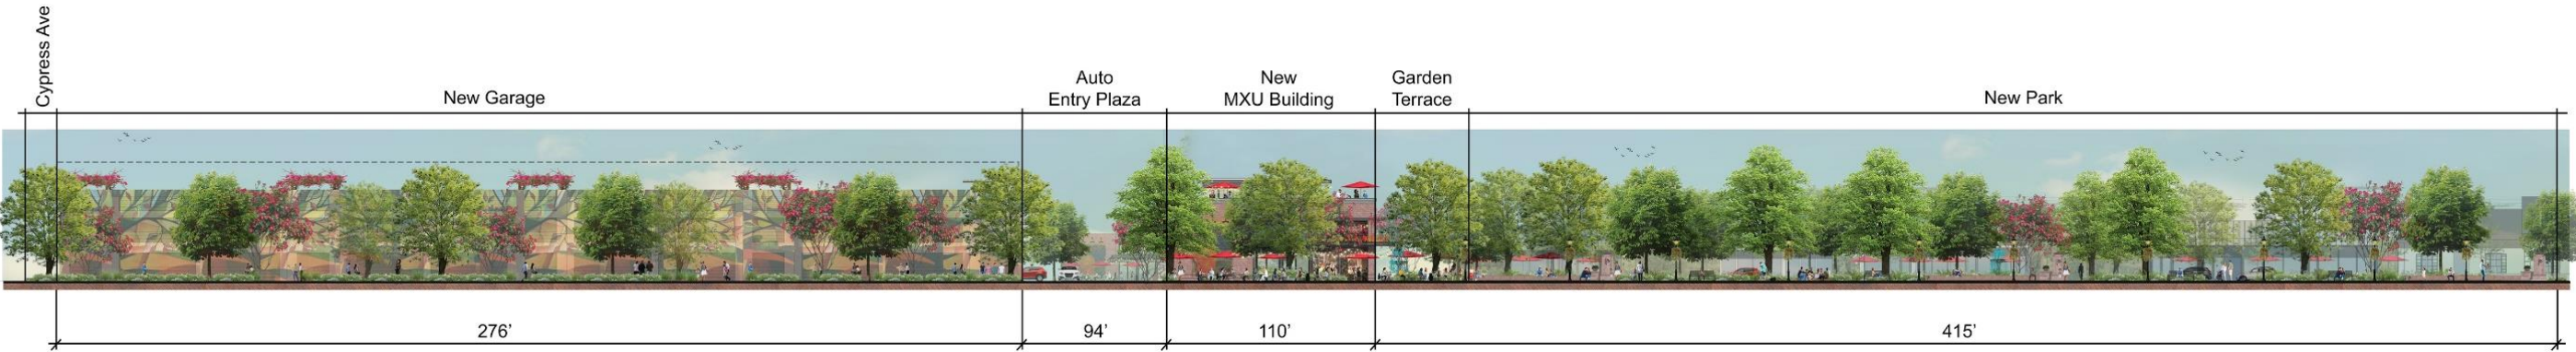 Cypress Ave
New Garage
Auto
Entry Plaza
New
MXU Building
Garden
Terrace
New Park
276’
94’
110’
415’